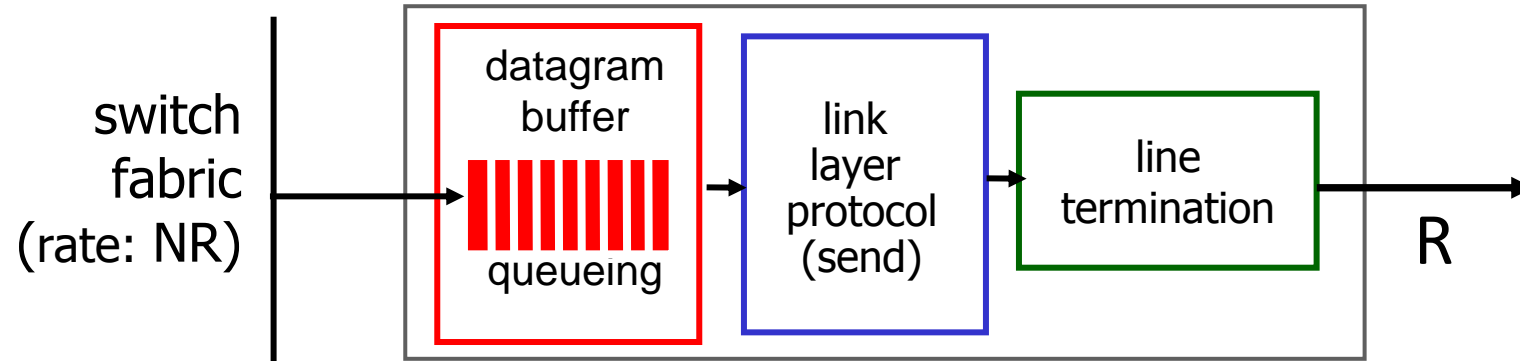 switch
fabric
(rate: NR)
datagram
buffer
queueing
link
layer
protocol
(send)
line
termination
R